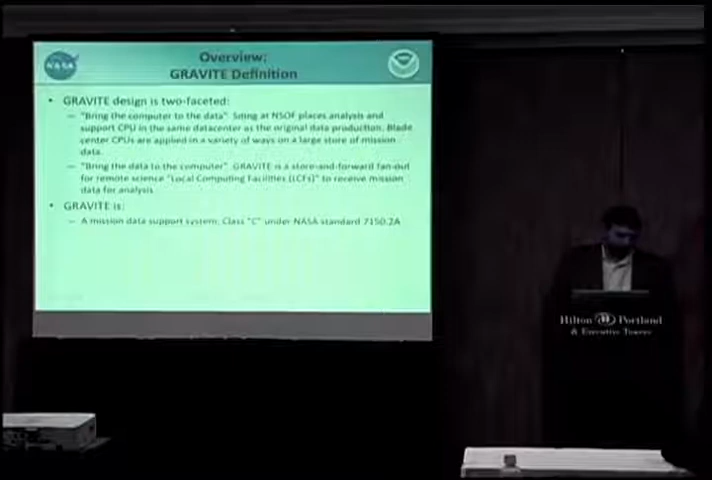 NASA
Overview:
GRAVITE Definition
• GRAVITE design is two-faceted:
– "Bring the computer to the data" Siting at NSOF places analysis and
support CPU in the same datacenter as the original data production. Blade
center CPUs are applied in a variety of ways on a large store of mission
data.
– "Bring the data to the computer" GRAVITE is a store-and-forward fan-out
for remote science "Local Computing Facilities (LCFs)" to receive mission
data for analysis
• GRAVITE is:
– A mission data support system; Class "C" under NASA standard 7150.2A
Hilton Portland
& Executive Tower